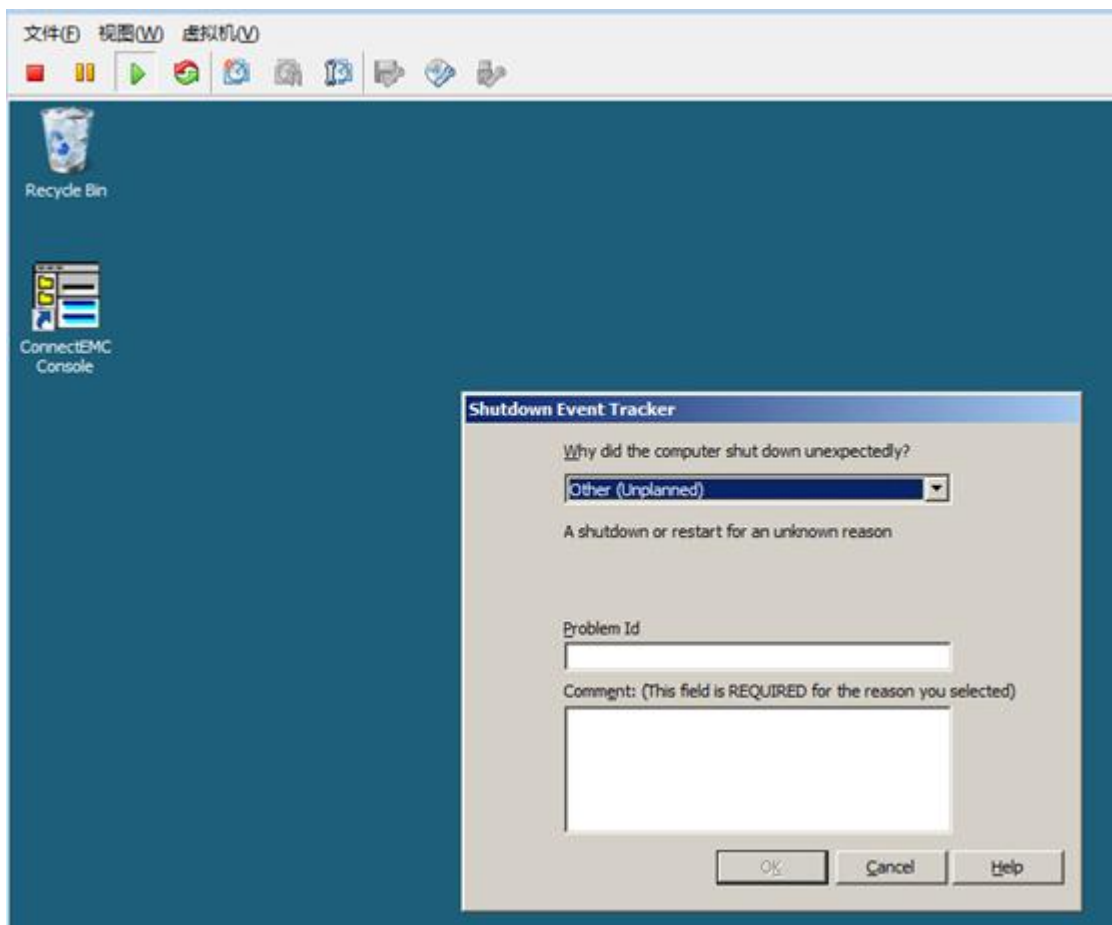 文件(F) 视图(W) 虚拟机(V)
Recycle Bin
ConnectEMC
Console
Shutdown Event Tracker
Why did the computer shut down unexpectedly?
Other (Unplanned)
A shutdown or restart for an unknown reason
Problem Id
Comment: (This field is REQUIRED for the reason you selected)
OK Cancel Help